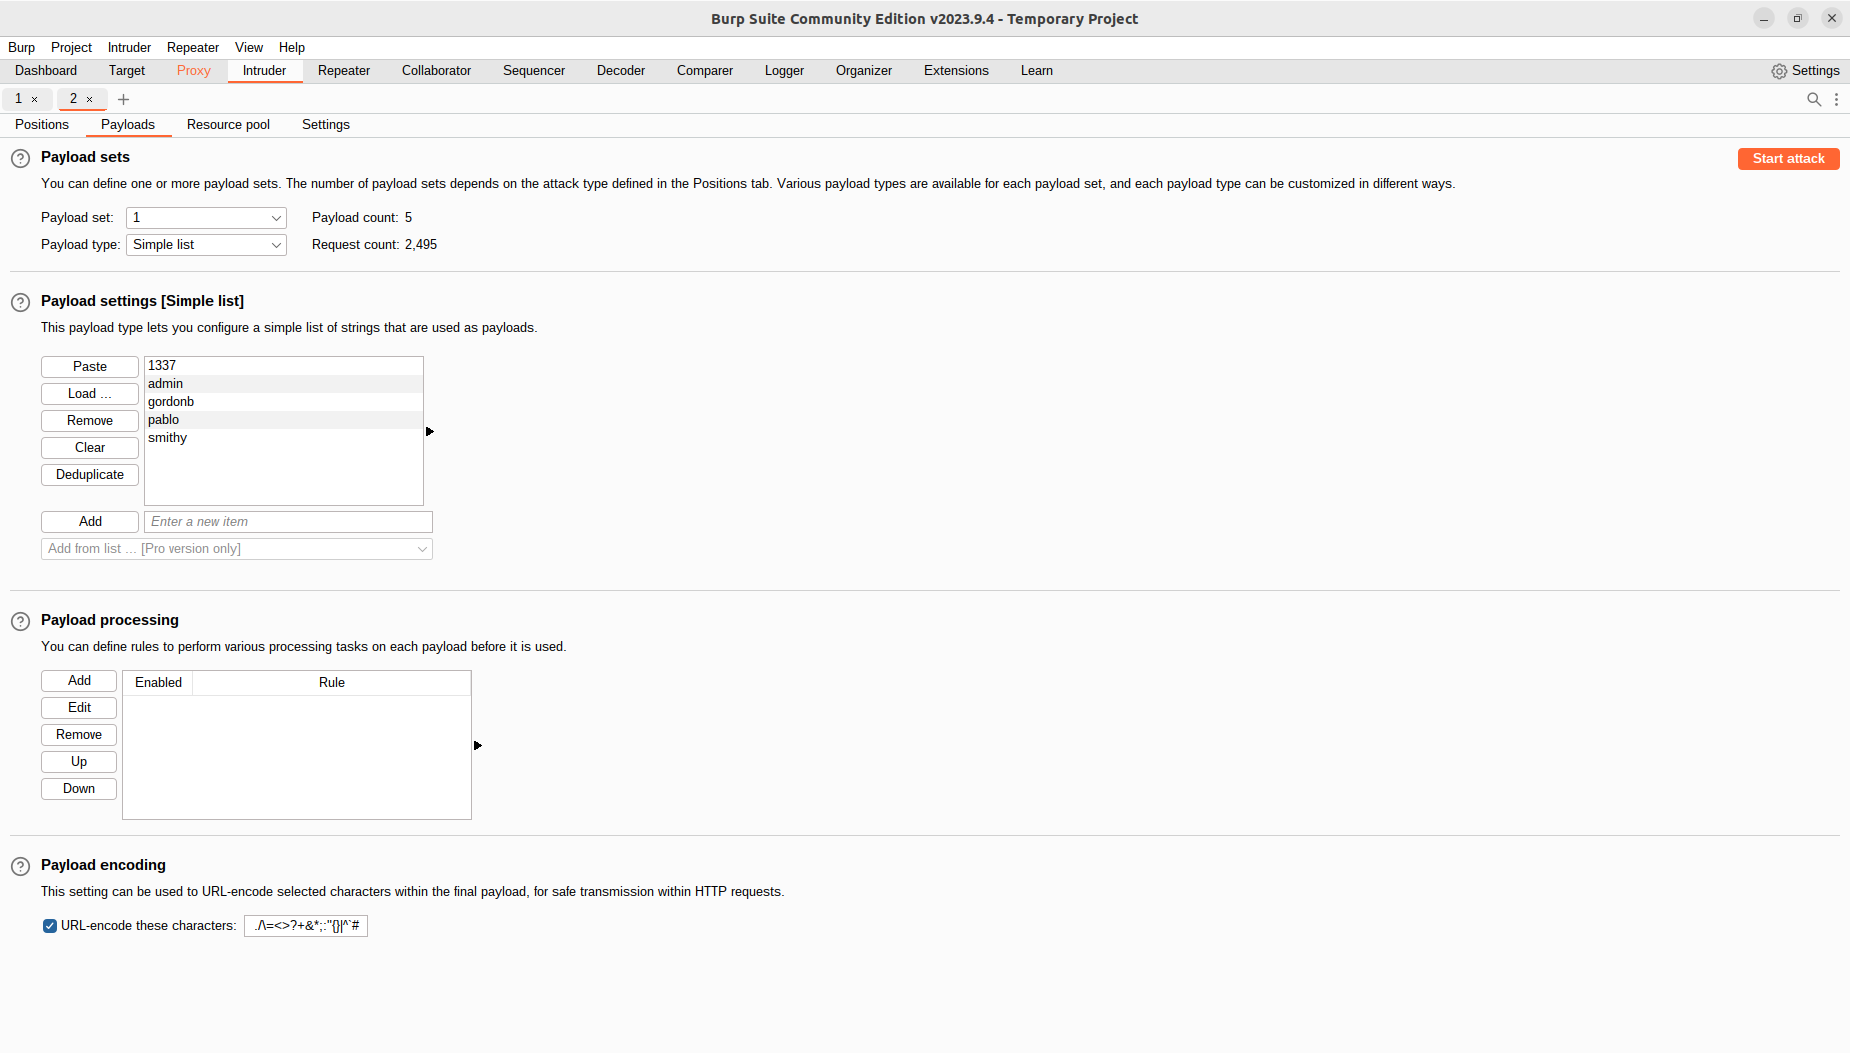 Burp Suite Community Edition v2023.9.4 - Temporary Project
Burp Project Intruder Repeater View Help
Dashboard Target Proxy Intruder Repeater Collaborator Sequencer Decoder Comparer Logger Organizer Extensions Learn Settings
1 × 2 × +
Positions Payloads Resource pool Settings
? Payload sets Start attack
You can define one or more payload sets. The number of payload sets depends on the attack type defined in the Positions tab. Various payload types are available for each payload set, and each payload type can be customized in different ways.
Payload set: 1 Payload count: 5
Payload type: Simple list Request count: 2,495
? Payload settings [Simple list]
This payload type lets you configure a simple list of strings that are used as payloads.
Paste
Load ...
Remove
Clear
Deduplicate
1337
admin
gordonb
pablo
smithy
Add Enter a new item
Add from list ... [Pro version only]
? Payload processing
You can define rules to perform various processing tasks on each payload before it is used.
Add
Edit
Remove
Up
Down
Enabled Rule
? Payload encoding
This setting can be used to URL-encode selected characters within the final payload, for safe transmission within HTTP requests.
URL-encode these characters: ./\=<>?+&*;:"{}|^`#